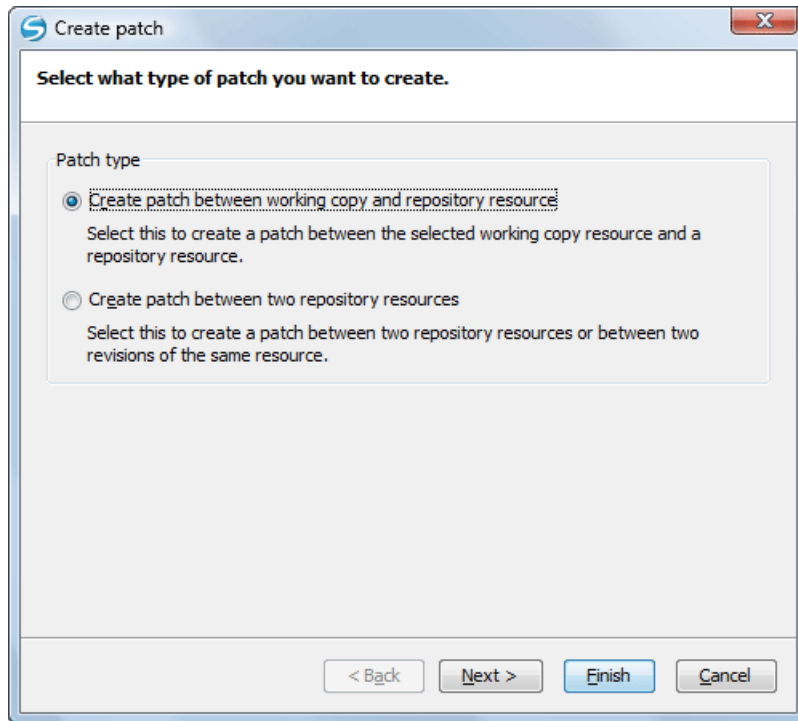 Create patch
Select what type of patch you want to create.
Patch type
Create patch between working copy and repository resource
Select this to create a patch between the selected working copy resource and a
repository resource.
Create patch between two repository resources
Select this to create a patch between two repository resources or between two
revisions of the same resource.
< Back Next > Finish Cancel